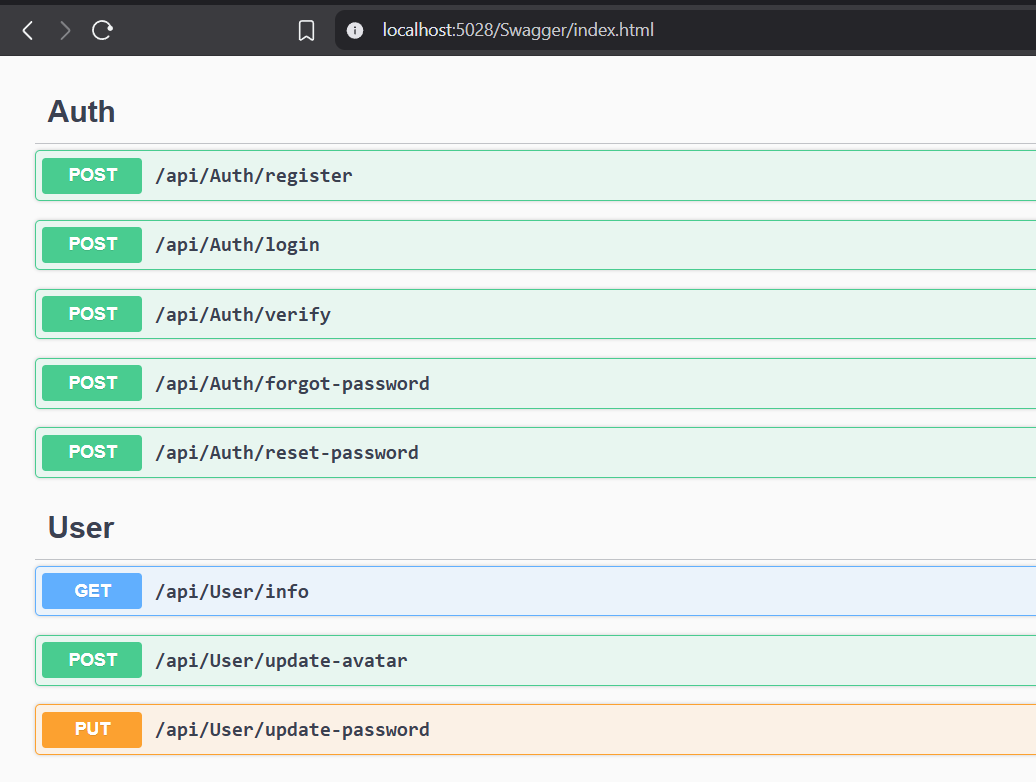 localhost:5028/Swagger/index.html
Auth
POST /api/Auth/register
POST /api/Auth/login
POST /api/Auth/verify
POST /api/Auth/forgot-password
POST /api/Auth/reset-password
User
GET /api/User/info
POST /api/User/update-avatar
PUT /api/User/update-password